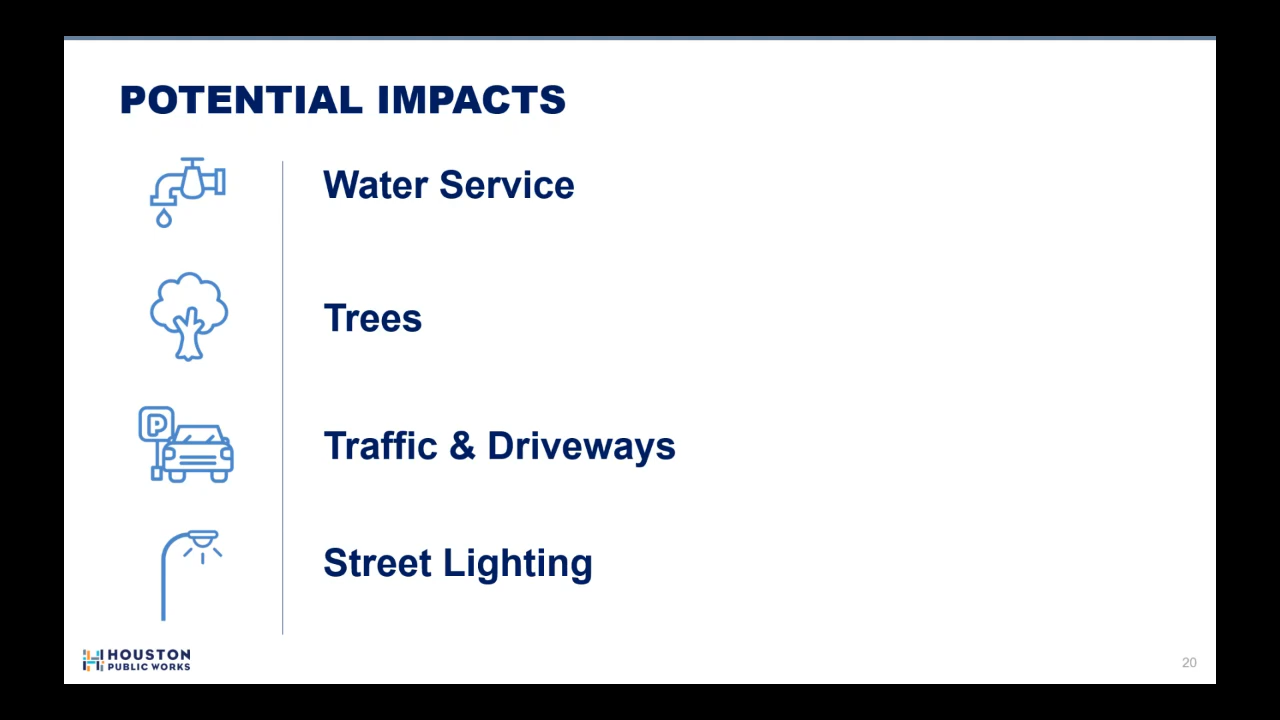 POTENTIAL IMPACTS
Water Service
Trees
P
Traffic & Driveways
Street Lighting
HOUSTON
PUBLIC WORKS
20